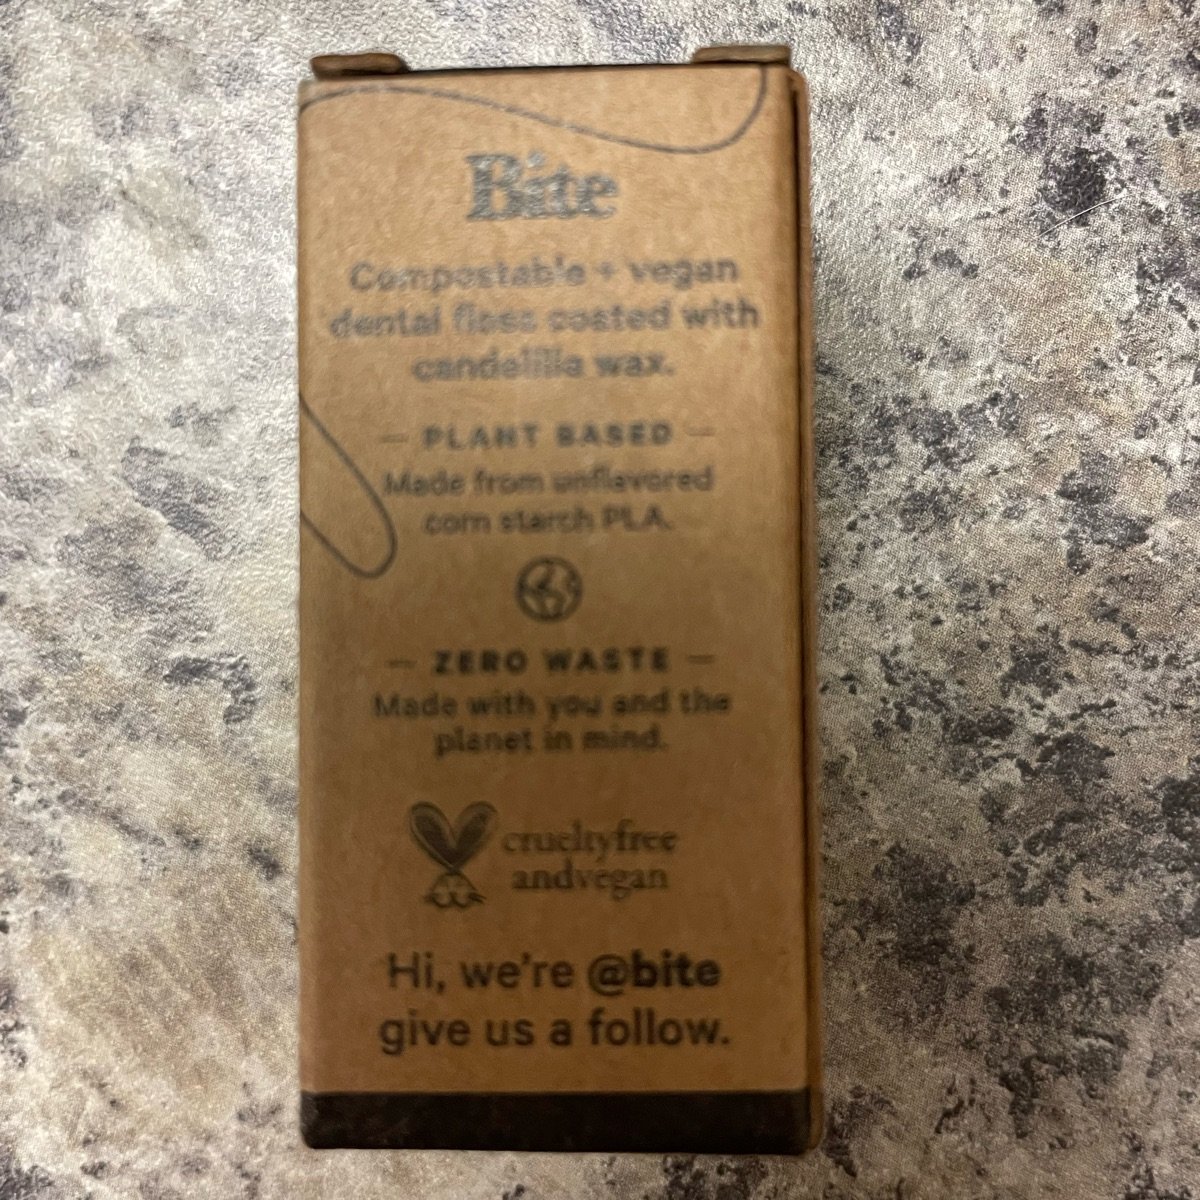 Bite
Compostable + vegan
dental floss coated with
candelilla wax.
— PLANT BASED —
Made from unflavored
corn starch PLA.
— ZERO WASTE —
Made with you and the
planet in mind.
crueltyfree
andvegan
Hi, we're @bite
give us a follow.